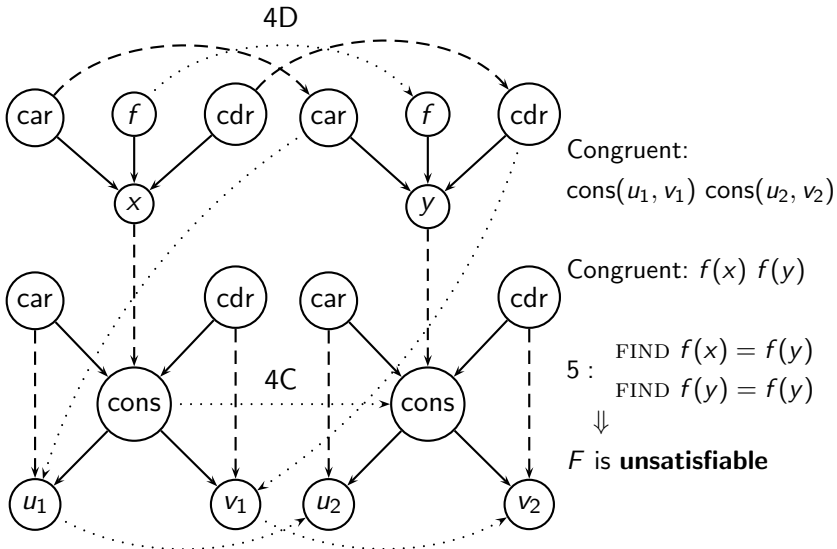 4D
car f cdr car f cdr
x y
Congruent:
cons(u₁, v₁) cons(u₂, v₂)
Congruent: f(x) f(y)
car cdr car cdr
4C
cons cons
5 : FIND f(x) = f(y)
FIND f(y) = f(y)
⇓
F is unsatisfiable
u₁ v₁ u₂ v₂